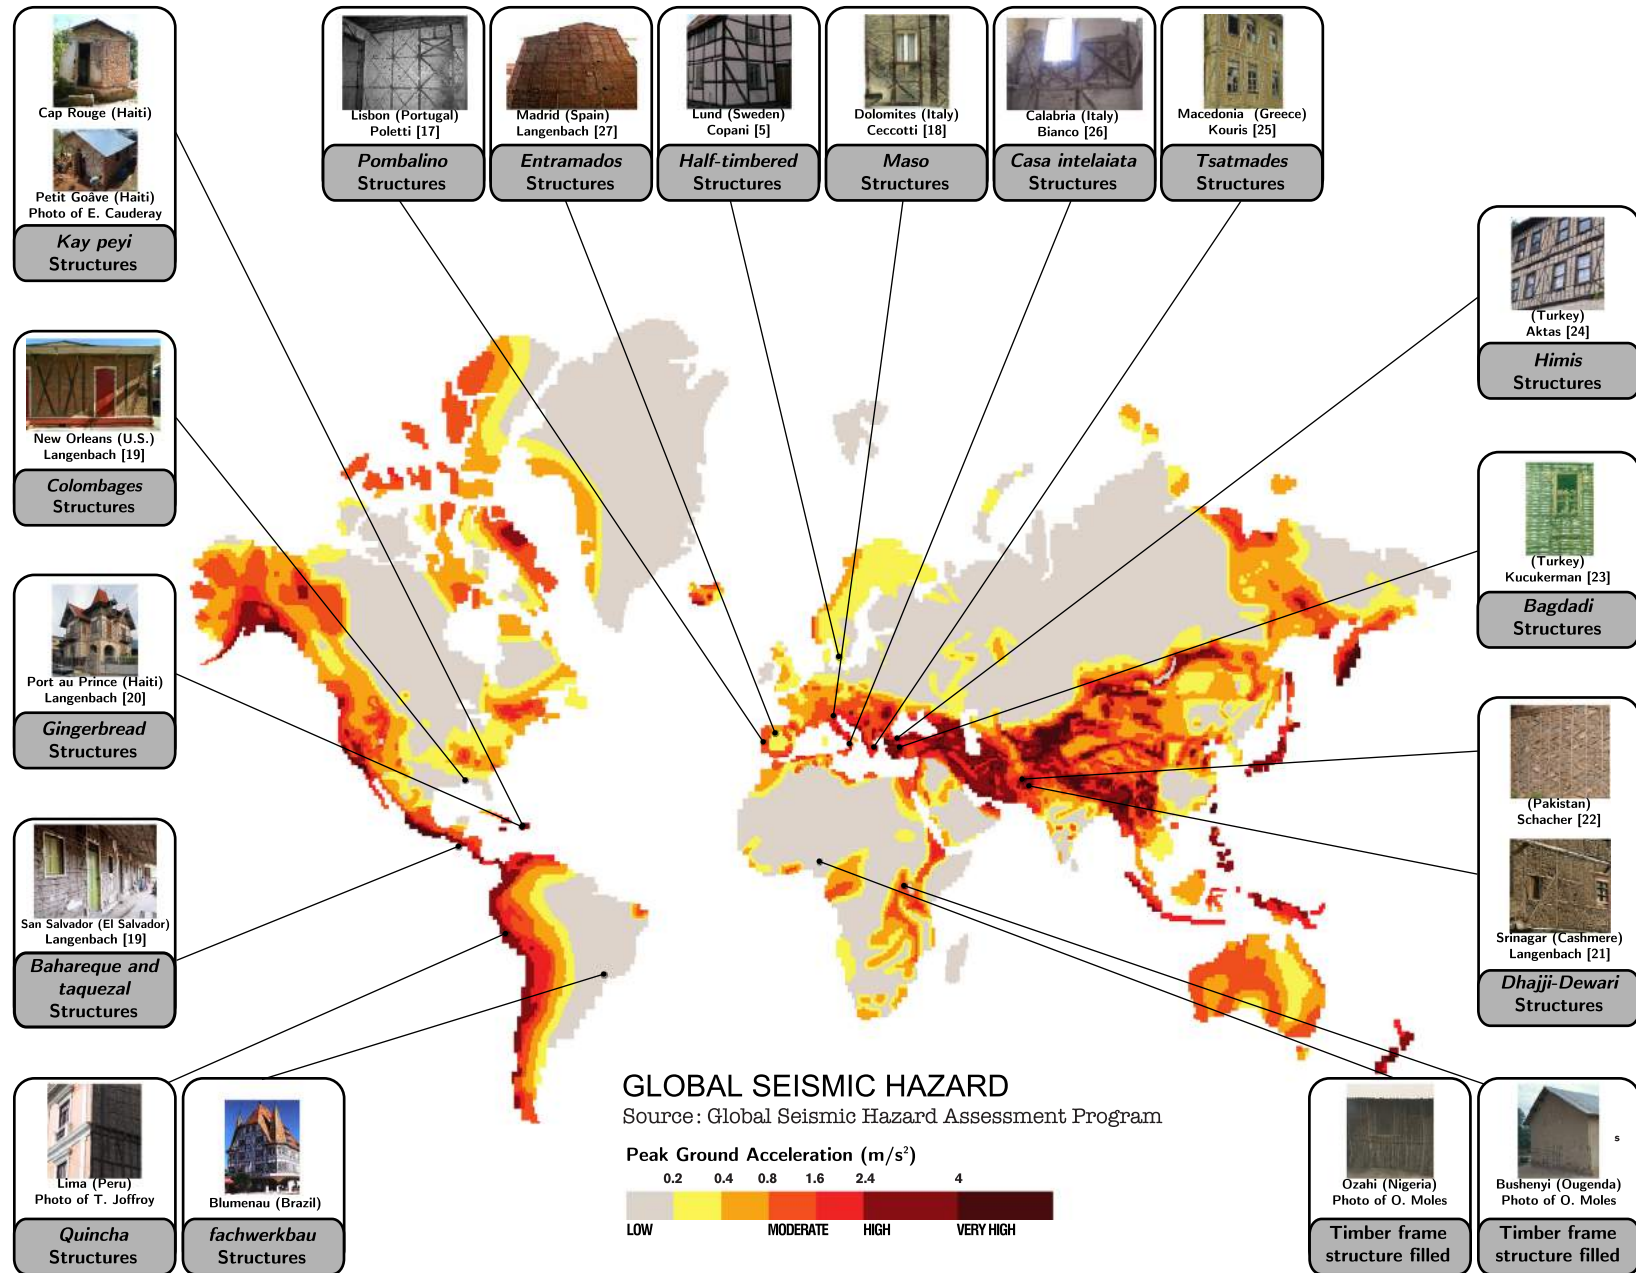 Cap Rouge (Haiti)
Petit Goâve (Haiti)
Photo of E. Cauderay
Kay peyi
Structures
Lisbon (Portugal)
Poletti [17]
Pombalino
Structures
Madrid (Spain)
Langenbach [27]
Entramados
Structures
Lund (Sweden)
Copani [5]
Half-timbered
Structures
Dolomites (Italy)
Ceccotti [18]
Maso
Structures
Calabria (Italy)
Bianco [26]
Casa intelaiata
Structures
Macedonia (Greece)
Kouris [25]
Tsatmades
Structures
(Turkey)
Aktas [24]
Himis
Structures
New Orleans (U.S.)
Langenbach [19]
Colombages
Structures
(Turkey)
Kucukerman [23]
Bagdadi
Structures
Port au Prince (Haiti)
Langenbach [20]
Gingerbread
Structures
(Pakistan)
Schacher [22]
Srinagar (Cashmere)
Langenbach [21]
Dhajji-Dewari
Structures
San Salvador (El Salvador)
Langenbach [19]
Bahareque and
taquezal
Structures
Lima (Peru)
Photo of T. Joffroy
Quincha
Structures
Blumenau (Brazil)
fachwerkbau
Structures
GLOBAL SEISMIC HAZARD
Source: Global Seismic Hazard Assessment Program
Peak Ground Acceleration (m/s²)
0.2 0.4 0.8 1.6 2.4 4
LOW MODERATE HIGH VERY HIGH
Ozahi (Nigeria)
Photo of O. Moles
Timber frame
structure filled
s
Bushenyi (Ougenda)
Photo of O. Moles
Timber frame
structure filled